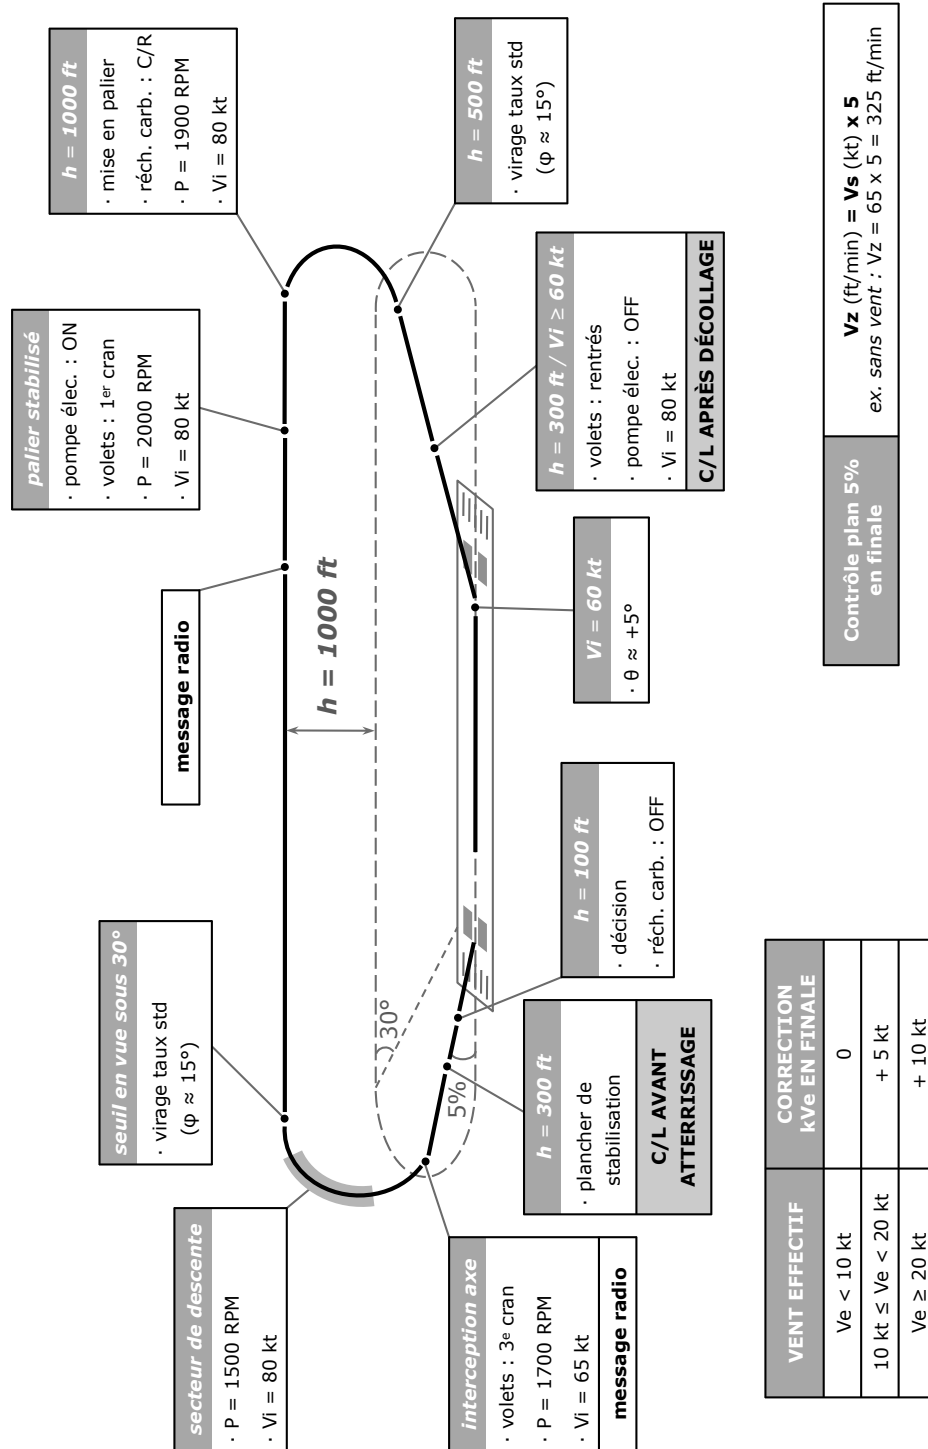 secteur de descente
· P = 1500 RPM
· Vi = 80 kt
seuil en vue sous 30°
· virage taux std
(φ ≈ 15°)
message radio
palier stabilisé
· pompe élec. : ON
· volets : 1er cran
· P = 2000 RPM
· Vi = 80 kt
h = 1000 ft
· mise en palier
· réch. carb. : C/R
· P = 1900 RPM
· Vi = 80 kt
h = 1000 ft
30°
5%
interception axe
· volets : 3e cran
· P = 1700 RPM
· Vi = 65 kt
message radio
h = 300 ft
· plancher de
stabilisation
C/L AVANT
ATTERRISSAGE
h = 100 ft
· décision
· réch. carb. : OFF
Vi = 60 kt
· θ ≈ +5°
h = 300 ft / Vi ≥ 60 kt
· volets : rentrés
· pompe élec. : OFF
· Vi = 80 kt
C/L APRÈS DÉCOLLAGE
h = 500 ft
· virage taux std
(φ ≈ 15°)
VENT EFFECTIF
CORRECTION
kVe EN FINALE
Ve < 10 kt
0
10 kt ≤ Ve < 20 kt
+ 5 kt
Ve ≥ 20 kt
+ 10 kt
Contrôle plan 5%
en finale
Vz (ft/min) = Vs (kt) x 5
ex. sans vent : Vz = 65 x 5 = 325 ft/min